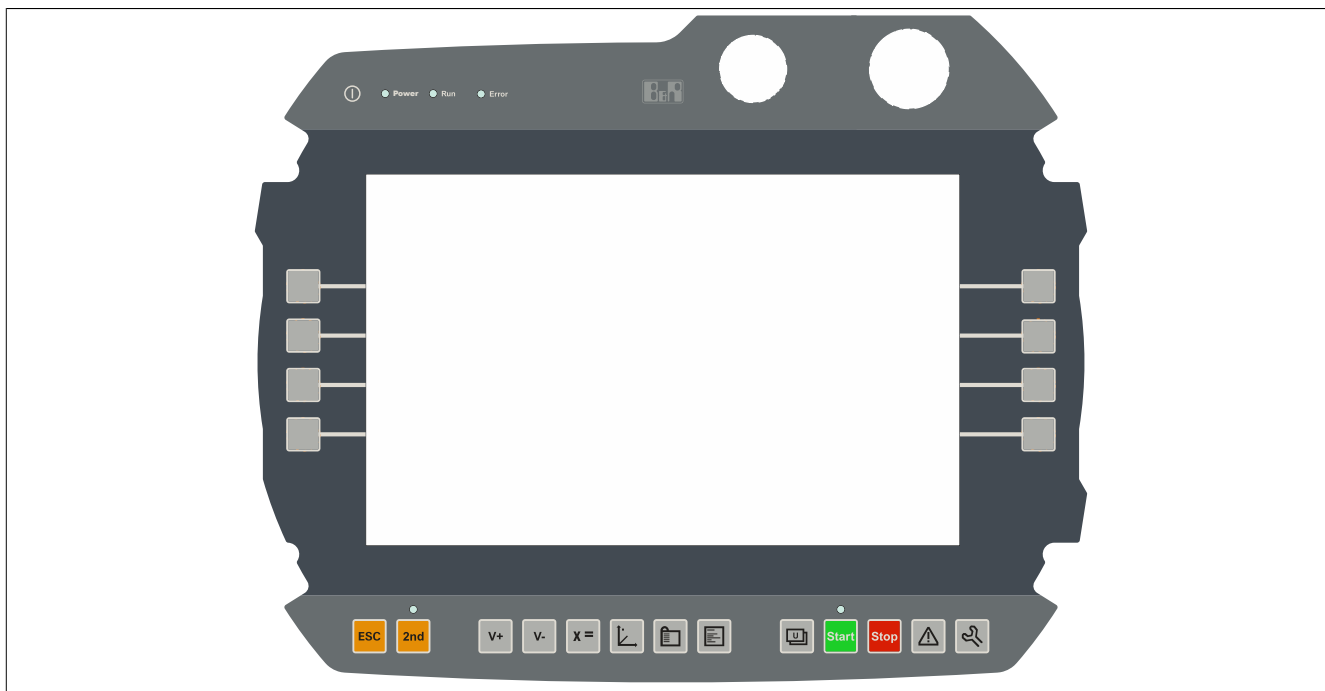 Power Run Error B&R
ESC 2nd V+ V- X = U Start Stop